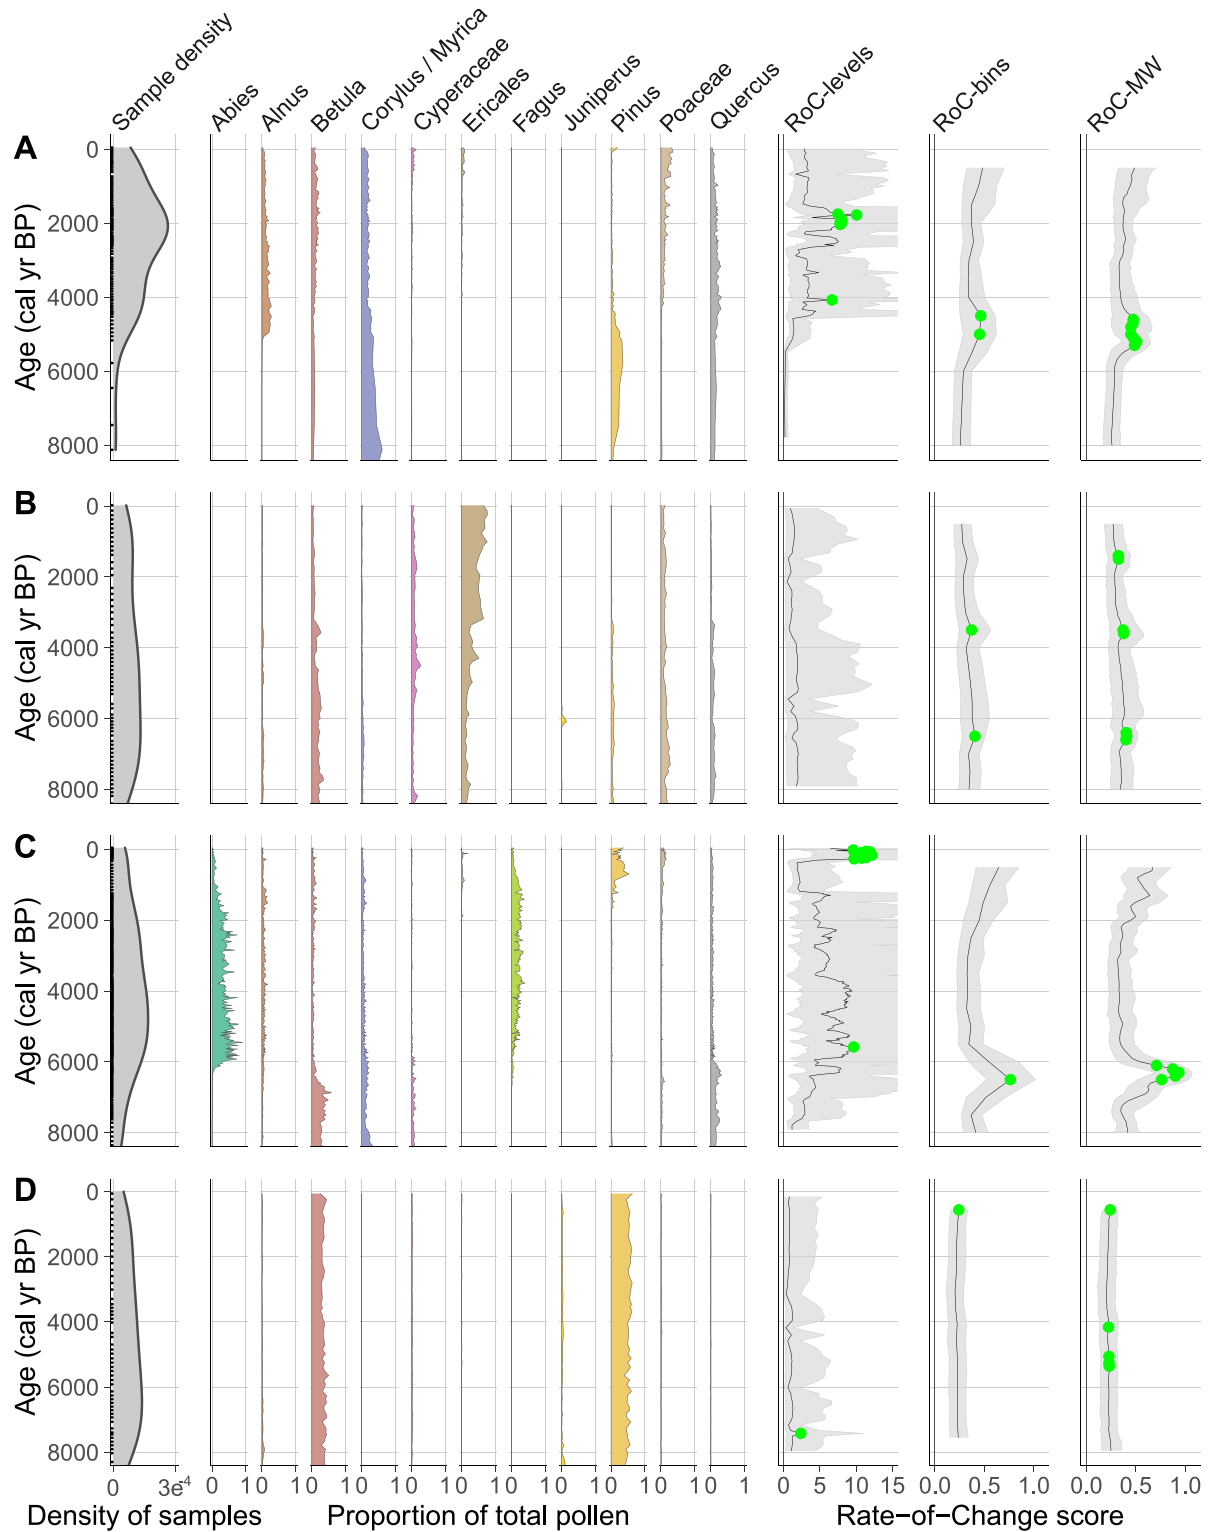 Sample density
Abies
Alnus
Betula
Corylus / Myrica
Cyperaceae
Ericales
Fagus
Juniperus
Pinus
Poaceae
Quercus
RoC-levels
RoC-bins
RoC-MW
A
Age (cal yr BP)
0
2000
4000
6000
8000
B
Age (cal yr BP)
0
2000
4000
6000
8000
C
Age (cal yr BP)
0
2000
4000
6000
8000
D
Age (cal yr BP)
0
2000
4000
6000
8000
0 3e-4 0 1 0 1 0 1 0 1 0 1 0 1 0 1 0 1 0 1 0 1 0 1 0 5 10 15 0.0 0.5 1.0 0.0 0.5 1.0
Density of samples Proportion of total pollen Rate−of−Change score